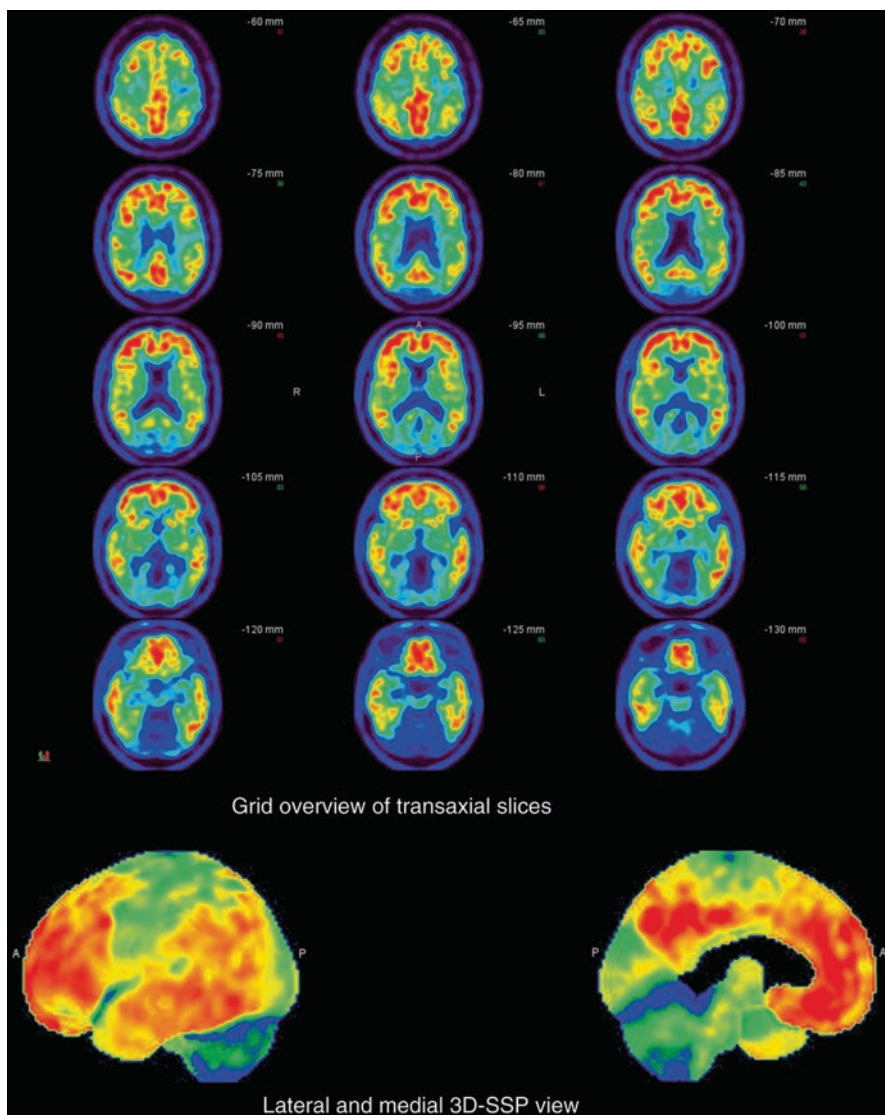 -60 mm
-65 mm
-70 mm
-75 mm
-80 mm
-85 mm
-90 mm
A
-95 mm
-100 mm
R
L
P
-105 mm
-110 mm
-115 mm
-120 mm
-125 mm
-130 mm
Grid overview of transaxial slices
A
P
P
A
Lateral and medial 3D-SSP view